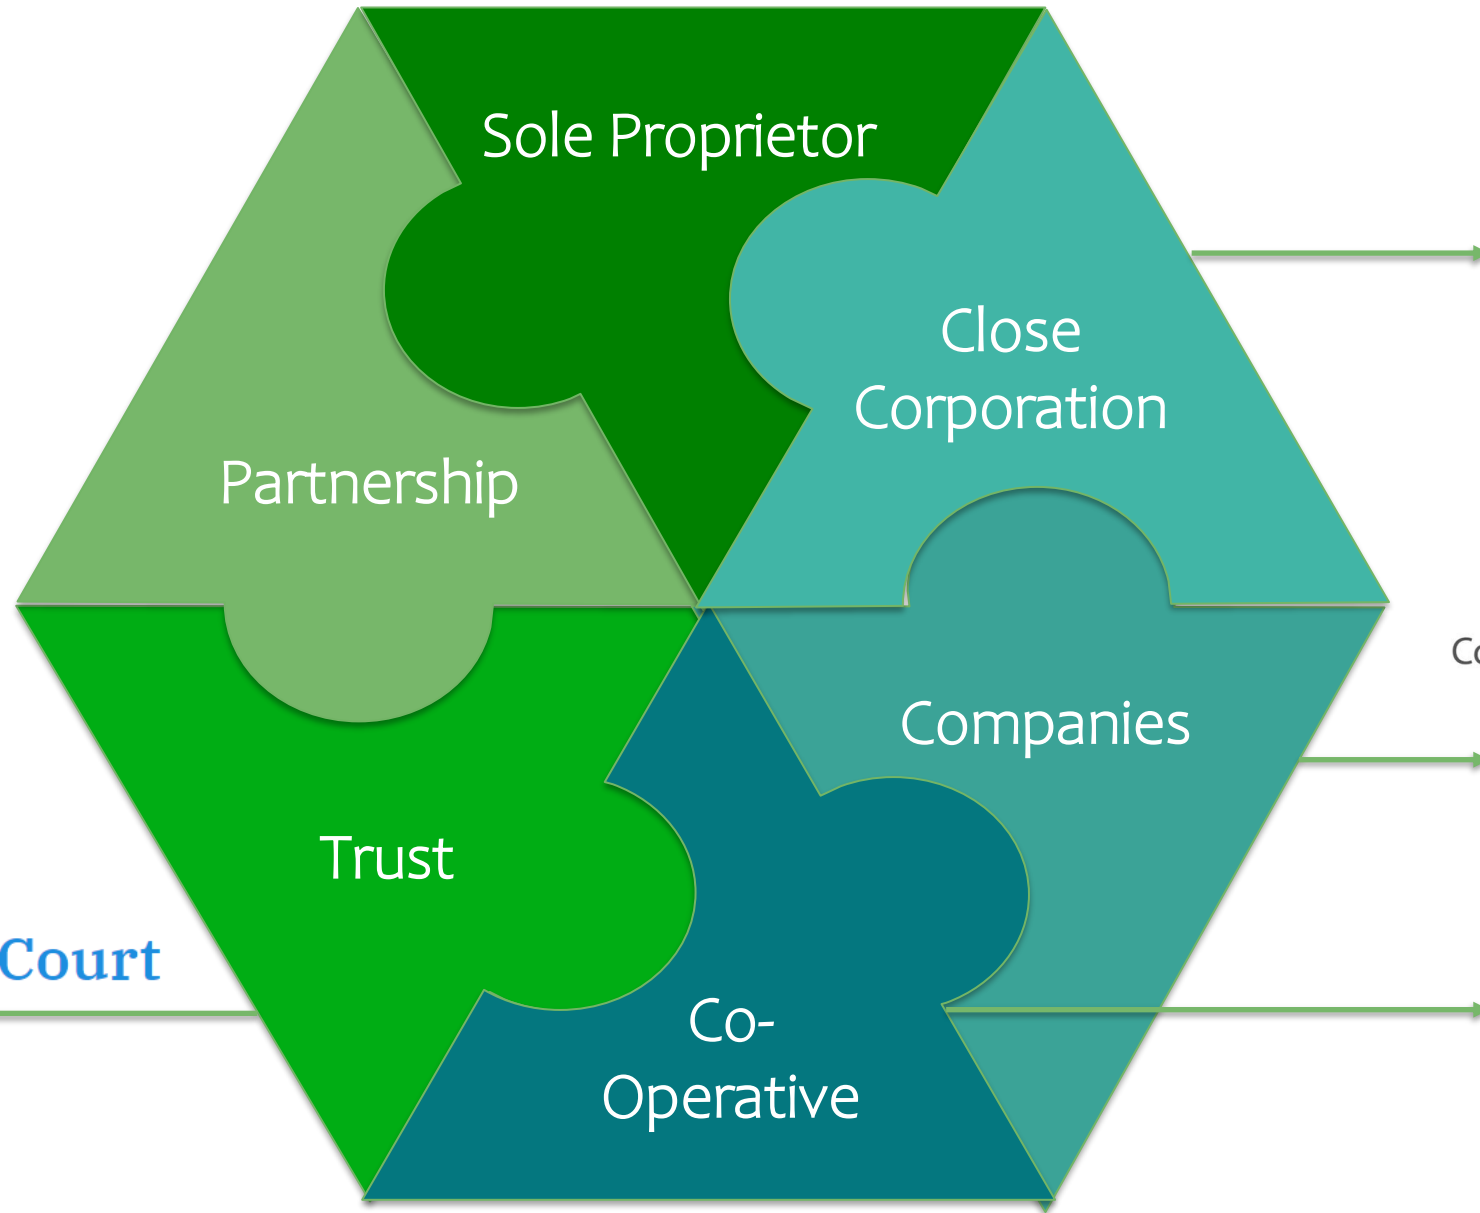 Sole Proprietor
Close
Corporation
Partnership
Companies
Trust
Court
Co-
Operative